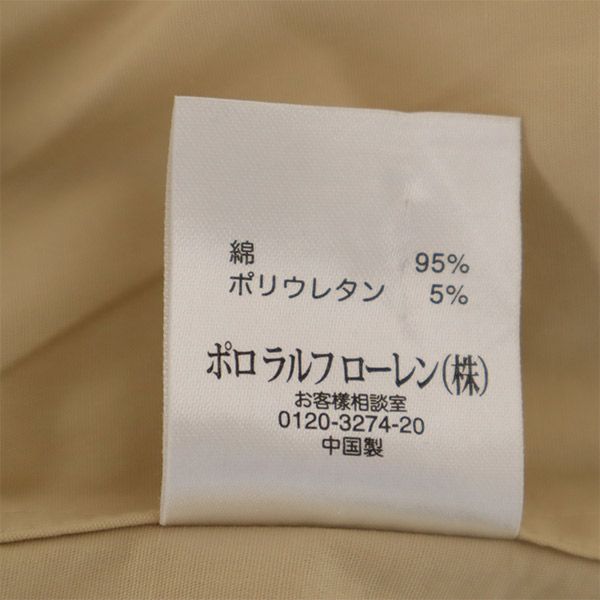 綿 95%
ポリウレタン 5%
ポロ ラルフ ローレン(株)
お客様相談室
0120-3274-20
中国製